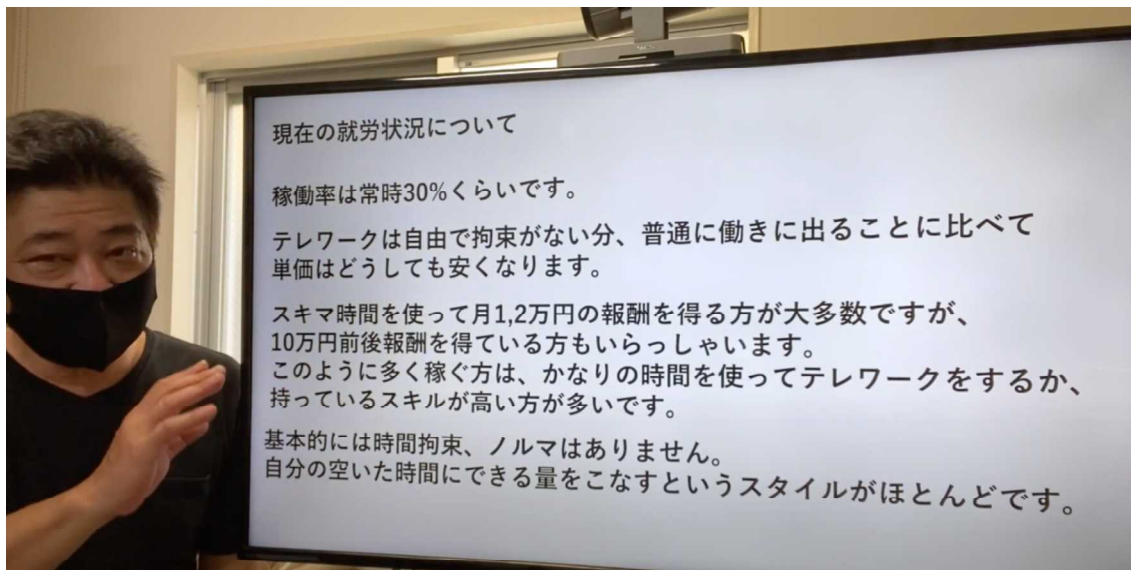 現在の就労状況について
稼働率は常時30%くらいです。
テレワークは自由で拘束がない分、普通に働きに出ることに比べて
単価はどうしても安くなります。
スキマ時間を使って月1,2万円の報酬を得る方が大多数ですが、
10万円前後報酬を得ている方もいらっしゃいます。
このように多く稼ぐ方は、かなりの時間を使ってテレワークをするか、
持っているスキルが高い方が多いです。
基本的には時間拘束、ノルマはありません。
自分の空いた時間にできる量をこなすというスタイルがほとんどです。